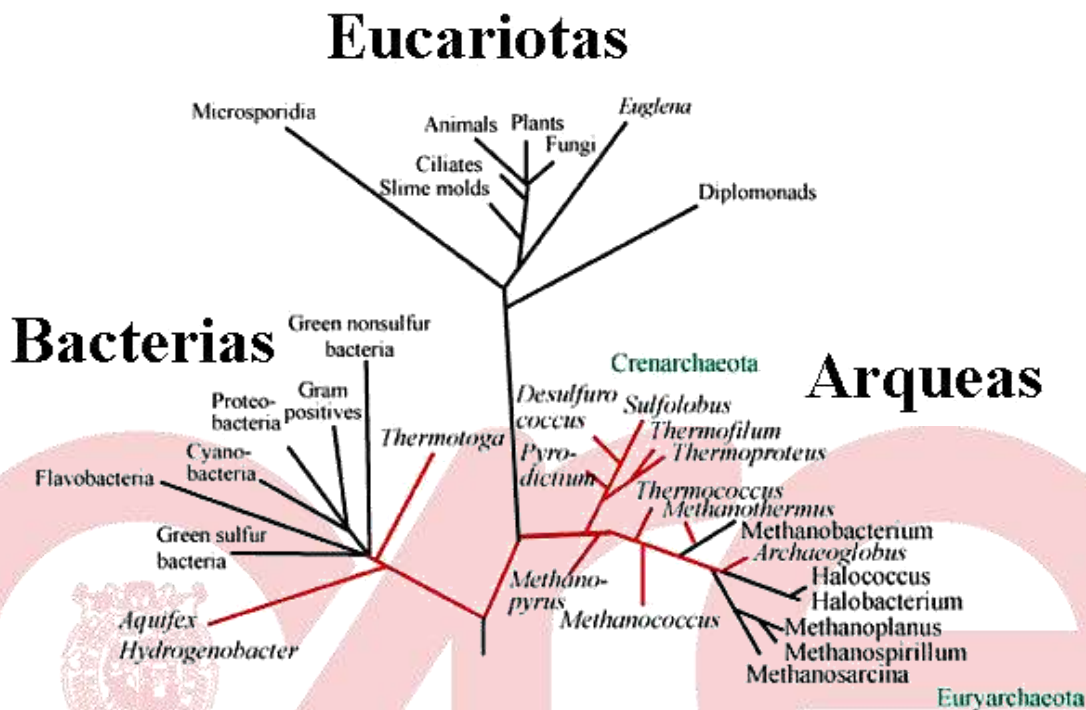 Eucariotas
Microsporidia
Animals
Plants
Euglena
Fungi
Ciliates
Slime molds
Diplomonads
Bacterias
Green nonsulfur
bacteria
Proteo-
bacteria
Gram
positives
Thermotoga
Cyano-
bacteria
Flavobacteria
Green sulfur
bacteria
Aquifex
Hydrogenobacter
Crenarchaeota
Arqueas
Desulfuro
coccus
Sulfolobus
Thermofilum
Thermoproteus
Pyro-
dictium
Thermococcus
Methanothermus
Methanobacterium
Archaeoglobus
Methano-
pyrus
Methanococcus
Halococcus
Halobacterium
Methanoplanus
Methanospirillum
Methanosarcina
Euryarchaeota